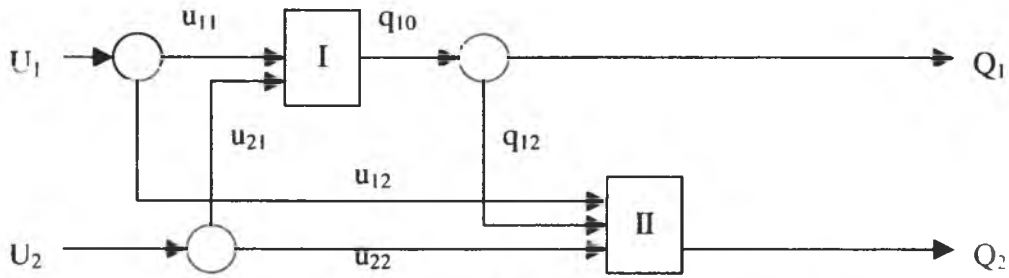 u₁₁ q₁₀
U₁ I Q₁
u₂₁ q₁₂
u₁₂
II
U₂ u₂₂ Q₂